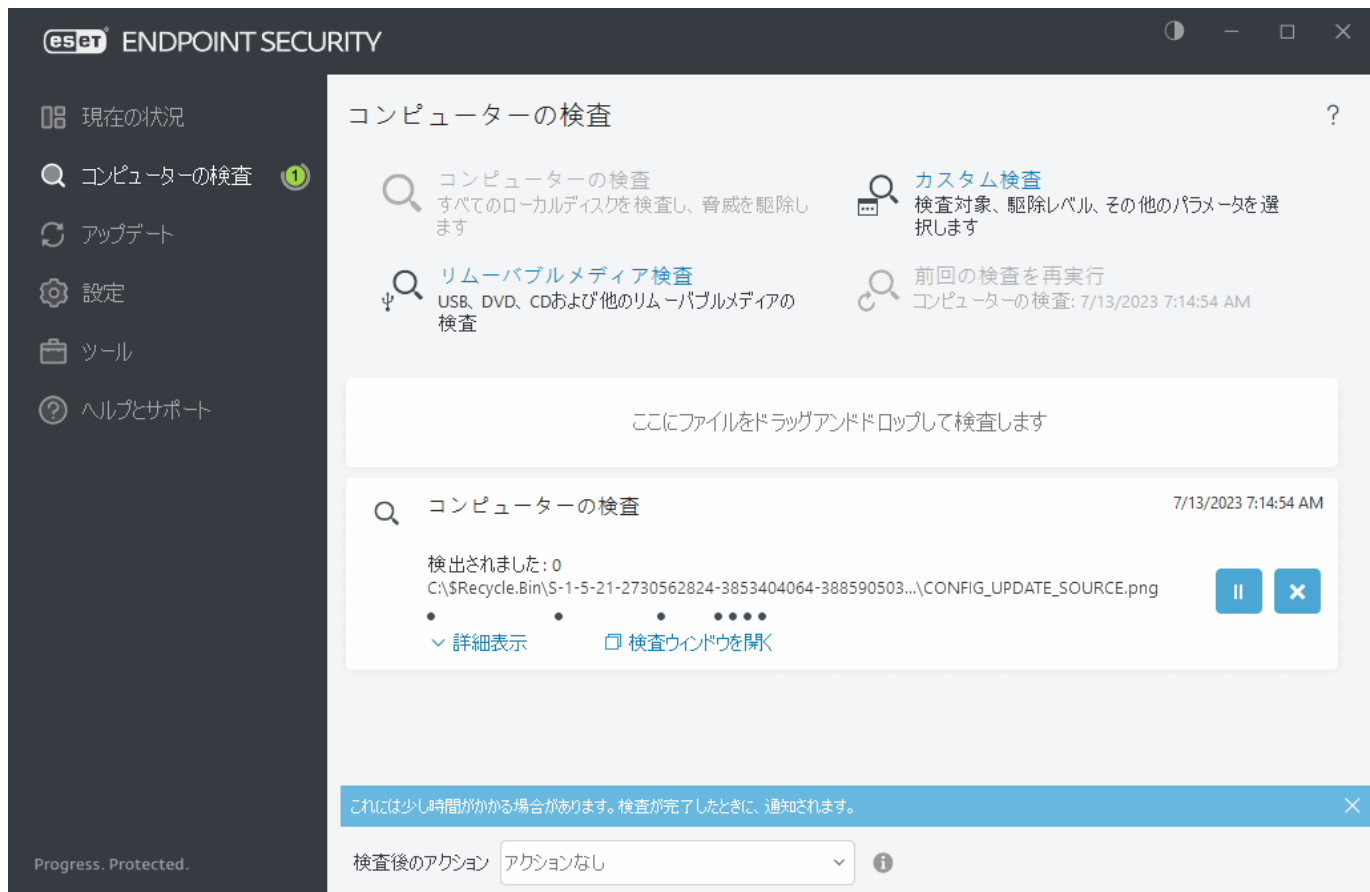 eset ENDPOINT SECURITY
現在の状況
コンピューターの検査 1
アップデート
設定
ツール
ヘルプとサポート
Progress. Protected.
コンピューターの検査
?
コンピューターの検査
すべてのローカルディスクを検査し、脅威を駆除し
ます
カスタム検査
検査対象、駆除レベル、その他のパラメータを選
択します
リムーバブルメディア検査
USB、DVD、CDおよび他のリムーバブルメディアの
検査
前回の検査を再実行
コンピューターの検査: 7/13/2023 7:14:54 AM
ここにファイルをドラッグアンドドロップして検査します
コンピューターの検査
7/13/2023 7:14:54 AM
検出されました: 0
C:\$Recycle.Bin\S-1-5-21-2730562824-3853404064-388590503...\CONFIG_UPDATE_SOURCE.png
詳細表示
検査ウィンドウを開く
これには少し時間がかかる場合があります。検査が完了したときに、通知されます。
検査後のアクション アクションなし